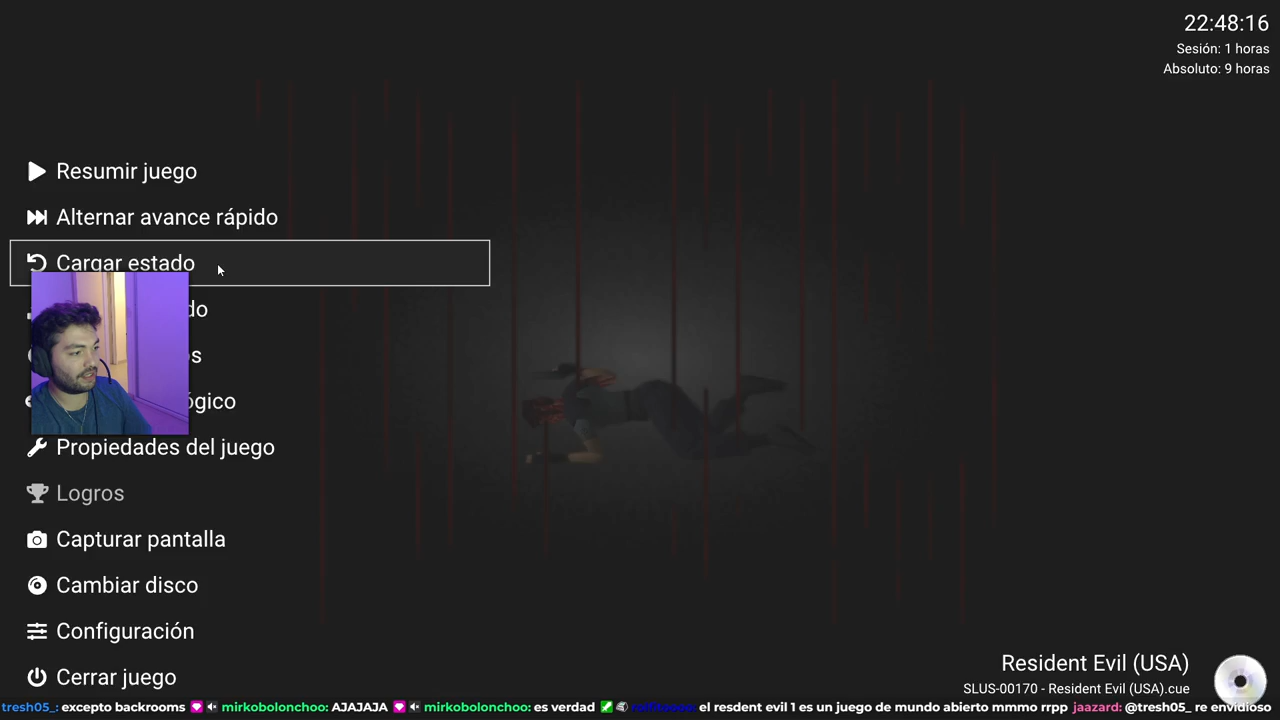 22:48:16
Sesión: 1 horas
Absoluto: 9 horas
Resumir juego
Alternar avance rápido
Cargar estado
do
os
ógico
Propiedades del juego
Logros
Capturar pantalla
Cambiar disco
Configuración
Cerrar juego
Resident Evil (USA)
SLUS-00170 - Resident Evil (USA).cue
tresh05_: excepto backrooms mirkobolonchoo: AJAJAJA mirkobolonchoo: es verdad el resdent evil 1 es un juego de mundo abierto mmmo rrpp jaazard: @tresh05_ re envidioso